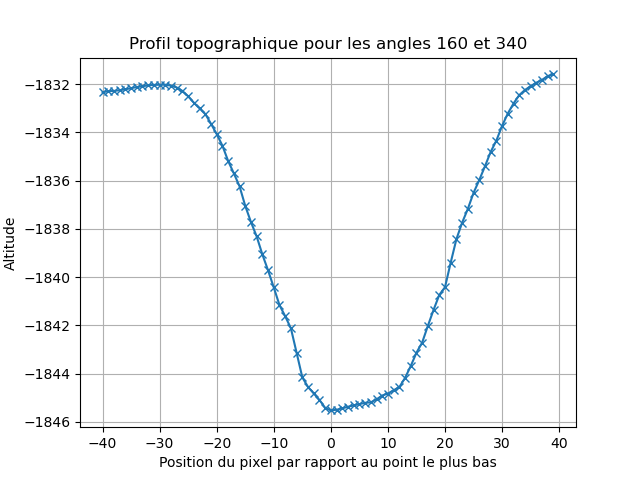 Profil topographique pour les angles 160 et 340
−1832
−1834
−1836
−1838
−1840
−1842
−1844
−1846
Altitude
−40 −30 −20 −10 0 10 20 30 40
Position du pixel par rapport au point le plus bas